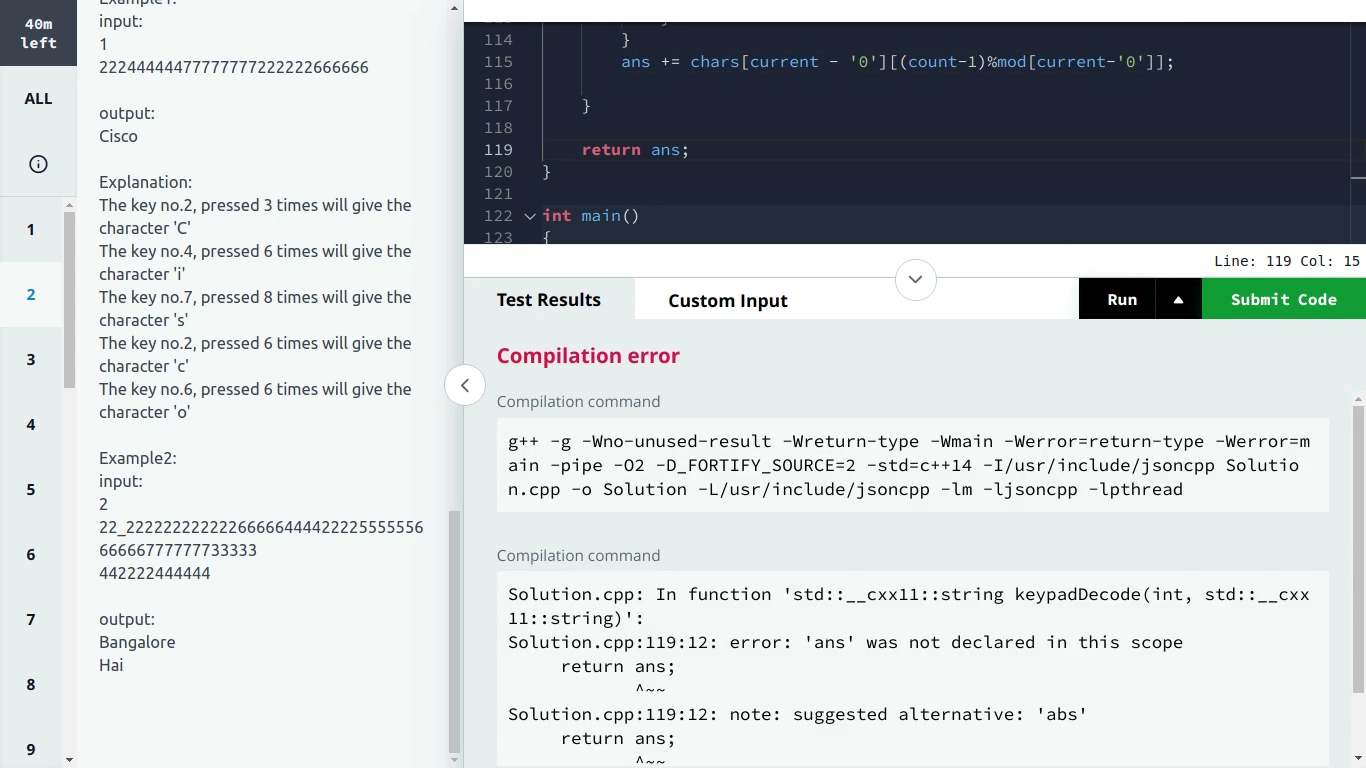 40m
left
ALL
1
2
3
4
5
6
7
8
9
Example1:
input:
1
222444444777777772222226666​66
output:
Cisco
Explanation:
The key no.2, pressed 3 times will give the
character 'C'
The key no.4, pressed 6 times will give the
character 'i'
The key no.7, pressed 8 times will give the
character 's'
The key no.2, pressed 6 times will give the
character 'c'
The key no.6, pressed 6 times will give the
character 'o'
Example2:
input:
2
22_2222222222226666644442222​5555556
66666777777733333
442222444444
output:
Bangalore
Hai
114 }
115 ans += chars[current - '0'][(count-1)%mod[current-'0']];
116
117 }
118
119 return ans;
120 }
121
122 int main()
123 {
Line: 119 Col: 15
Test Results
Custom Input
Run
Submit Code
Compilation error
Compilation command
g++ -g -Wno-unused-result -Wreturn-type -Wmain -Werror=return-type -Werror=m
ain -pipe -O2 -D_FORTIFY_SOURCE=2 -std=c++14 -I/usr/include/jsoncpp Solutio
n.cpp -o Solution -L/usr/include/jsoncpp -lm -ljsoncpp -lpthread
Compilation command
Solution.cpp: In function 'std::__cxx11::string keypadDecode(int, std::__cxx
11::string)':
Solution.cpp:119:12: error: 'ans' was not declared in this scope
return ans;
^~~
Solution.cpp:119:12: note: suggested alternative: 'abs'
return ans;
^~~